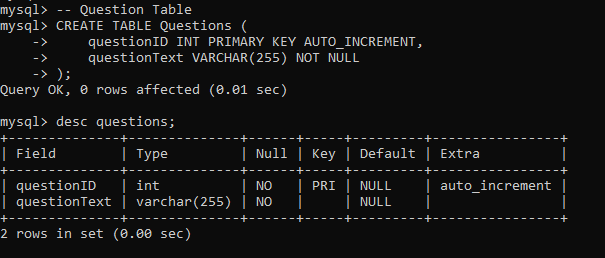 mysql> -- Question Table
mysql> CREATE TABLE Questions (
    ->     questionID INT PRIMARY KEY AUTO_INCREMENT,
    ->     questionText VARCHAR(255) NOT NULL
    -> );
Query OK, 0 rows affected (0.01 sec)
mysql> desc questions;
+--------------+--------------+------+-----+---------+----------------+
| Field        | Type         | Null | Key | Default | Extra          |
+--------------+--------------+------+-----+---------+----------------+
| questionID   | int          | NO   | PRI | NULL    | auto_increment |
| questionText | varchar(255) | NO   |     | NULL    |                |
+--------------+--------------+------+-----+---------+----------------+
2 rows in set (0.00 sec)